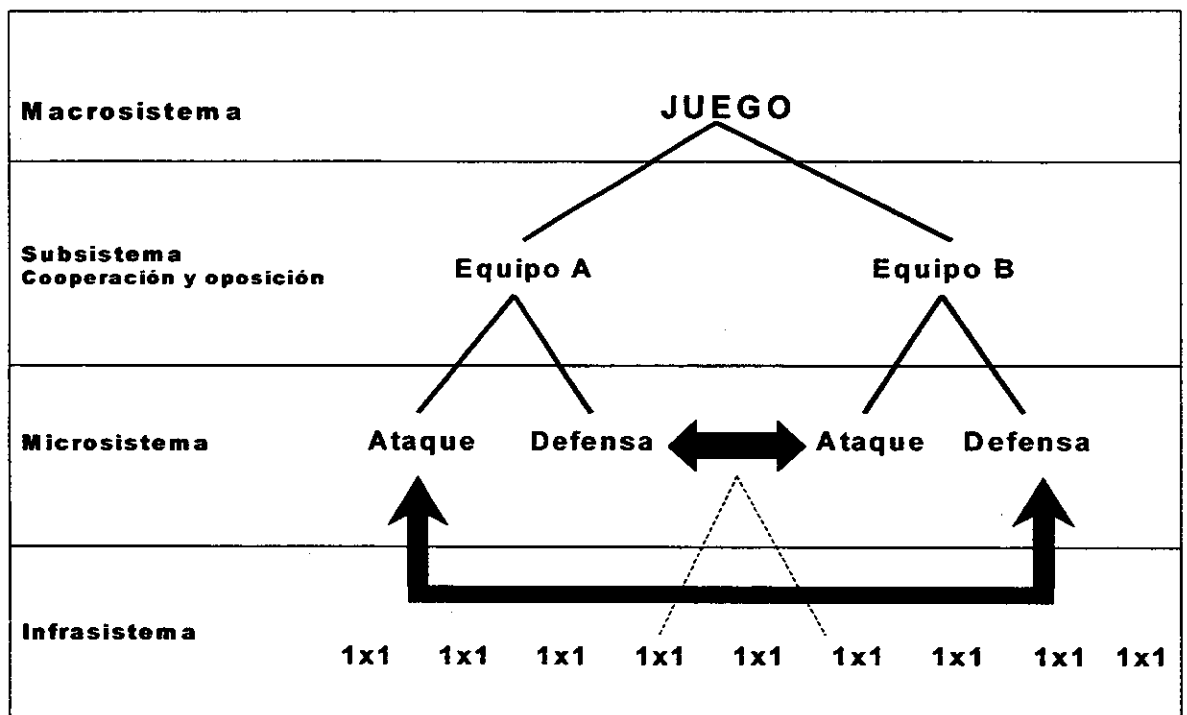 Macrosistema
JUEGO
Subsistema
Cooperación y oposición
Equipo A
Equipo B
Microsistema
Ataque
Defensa
Ataque
Defensa
Infrasistema
1x1 1x1 1x1 1x1 1x1 1x1 1x1 1x1 1x1